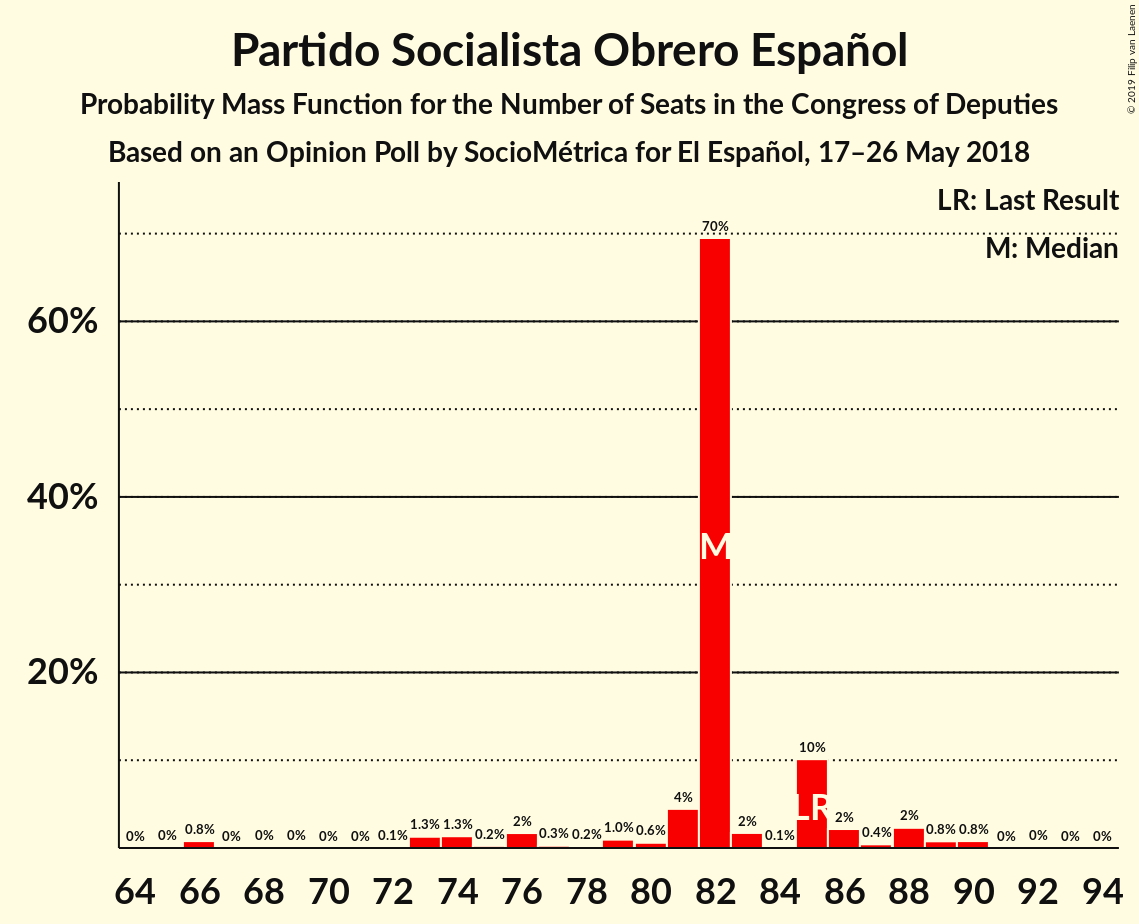 Partido Socialista Obrero Español
Probability Mass Function for the Number of Seats in the Congress of Deputies
Based on an Opinion Poll by SocioMétrica for El Español, 17–26 May 2018
© 2019 Filip van Laenen
LR: Last Result
M: Median
60%
40%
20%
0% 0% 0.8% 0% 0% 0% 0% 0% 0.1% 1.3% 1.3% 0.2% 2% 0.3% 0.2% 1.0% 0.6% 4% 70% 2% 0.1% 10% 2% 0.4% 2% 0.8% 0.8% 0% 0% 0% 0%
M
LR
64 66 68 70 72 74 76 78 80 82 84 86 88 90 92 94